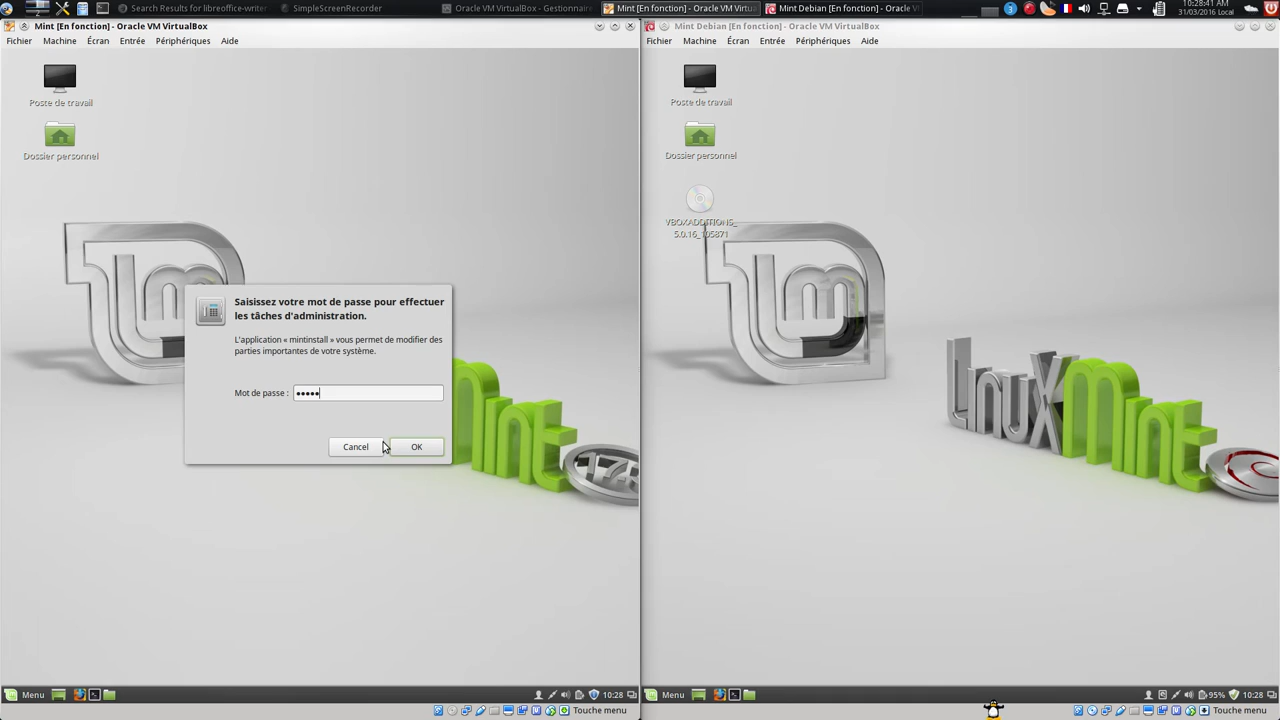 Search Results for libreoffice-writer
SimpleScreenRecorder
Oracle VM VirtualBox - Gestionnai
Mint [En fonction] - Oracle VM Virtu
Mint Debian [En fonction] - Oracle V
3
10:28:41 AM
31/03/2016 Local
Mint [En fonction] - Oracle VM VirtualBox
Mint Debian [En fonction] - Oracle VM VirtualBox
Fichier Machine Écran Entrée Périphériques Aide
Fichier Machine Écran Entrée Périphériques Aide
Poste de travail
Dossier personnel
Poste de travail
Dossier personnel
VBOXADDITIONS_
5.0.16_105871
Saisissez votre mot de passe pour effectuer
les tâches d'administration.
L'application « mintinstall » vous permet de modifier des
parties importantes de votre système.
Mot de passe : •••••
Cancel OK
Linux Mint
Menu 10:28
Menu 95% 10:28
Touche menu
Touche menu